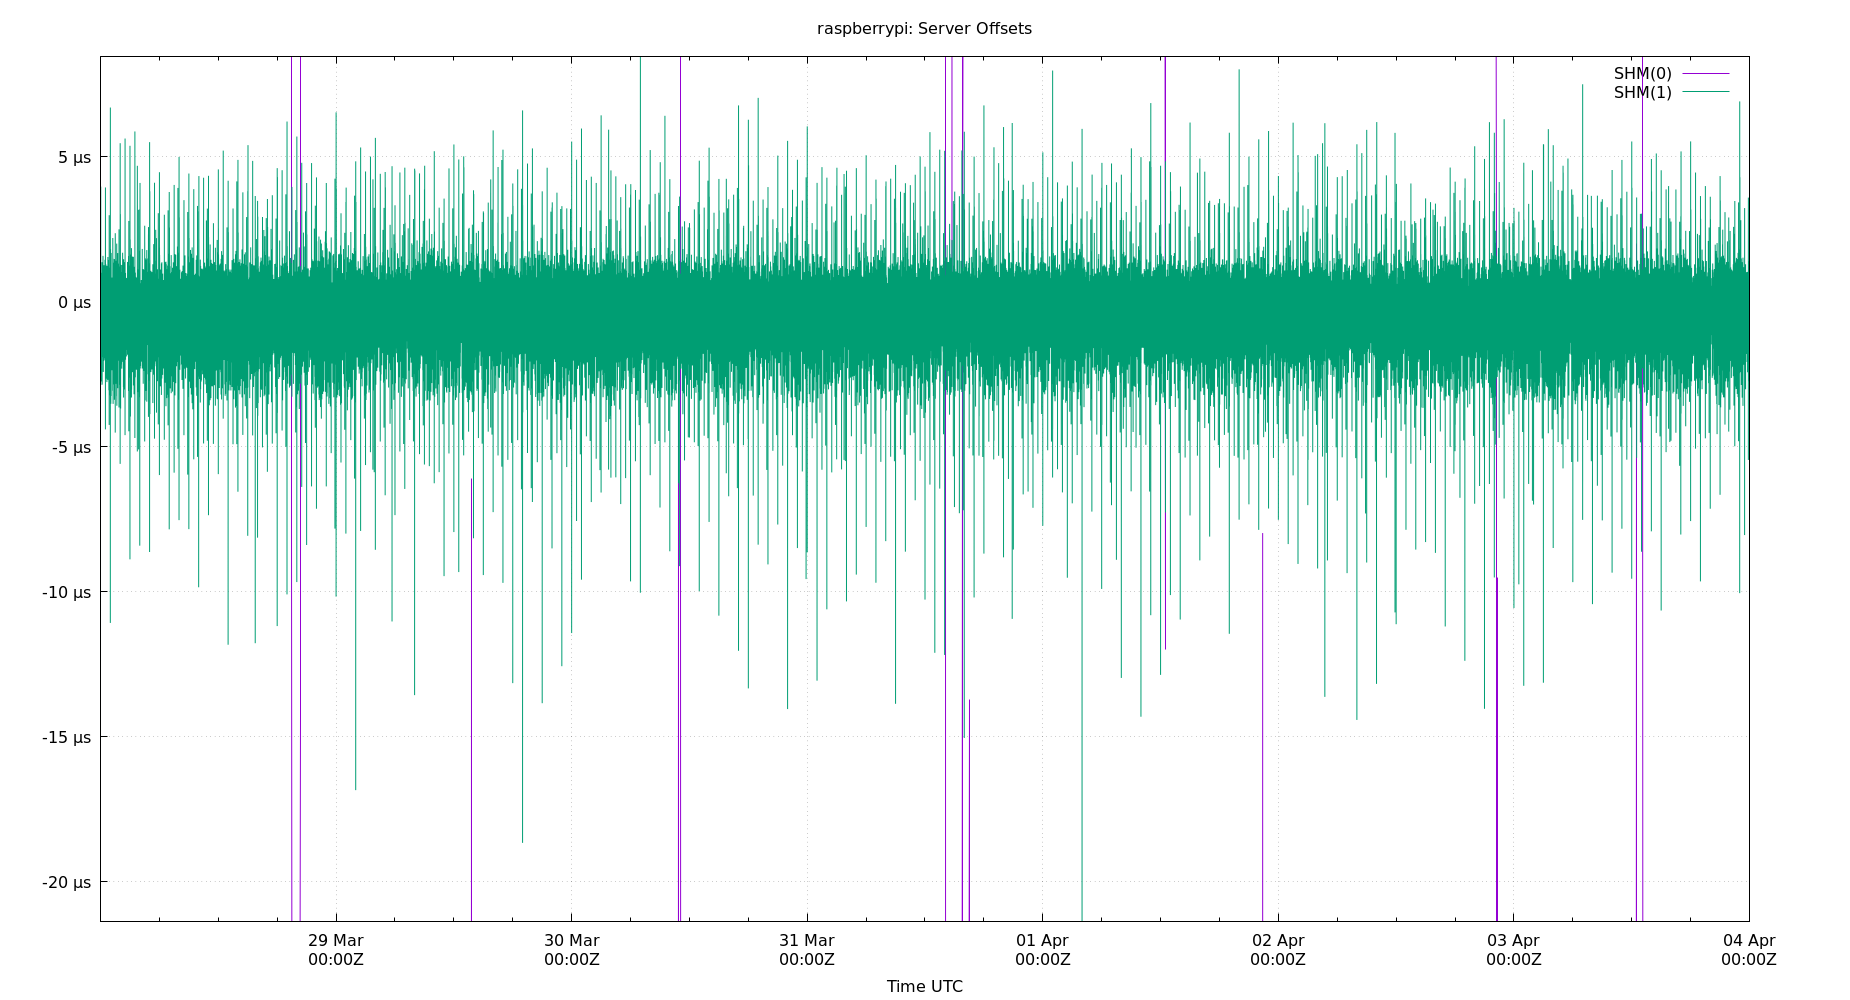 raspberrypi: Server Offsets
SHM(0)
SHM(1)
5 µs
0 µs
-5 µs
-10 µs
-15 µs
-20 µs
29 Mar
00:00Z
30 Mar
00:00Z
31 Mar
00:00Z
01 Apr
00:00Z
02 Apr
00:00Z
03 Apr
00:00Z
04 Apr
00:00Z
Time UTC